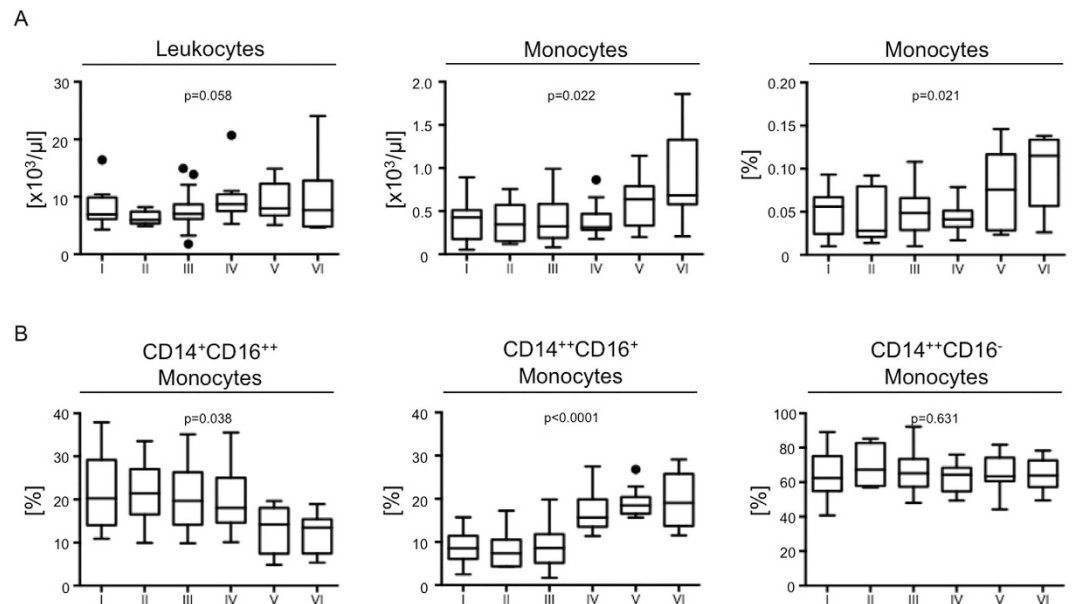 A
Leukocytes
[x10³/µl]
30
20
10
0
p=0.058
I II III IV V VI
Monocytes
[x10³/µl]
2.0
1.5
1.0
0.5
0
p=0.022
I II III IV V VI
Monocytes
[%]
0.20
0.15
0.10
0.05
0
p=0.021
I II III IV V VI
B
CD14⁺CD16⁺⁺
Monocytes
[%]
40
30
20
10
0
p=0.038
I II III IV V VI
CD14⁺⁺CD16⁺
Monocytes
[%]
40
30
20
10
0
p<0.0001
I II III IV V VI
CD14⁺⁺CD16⁻
Monocytes
[%]
100
80
60
40
20
0
p=0.631
I II III IV V VI